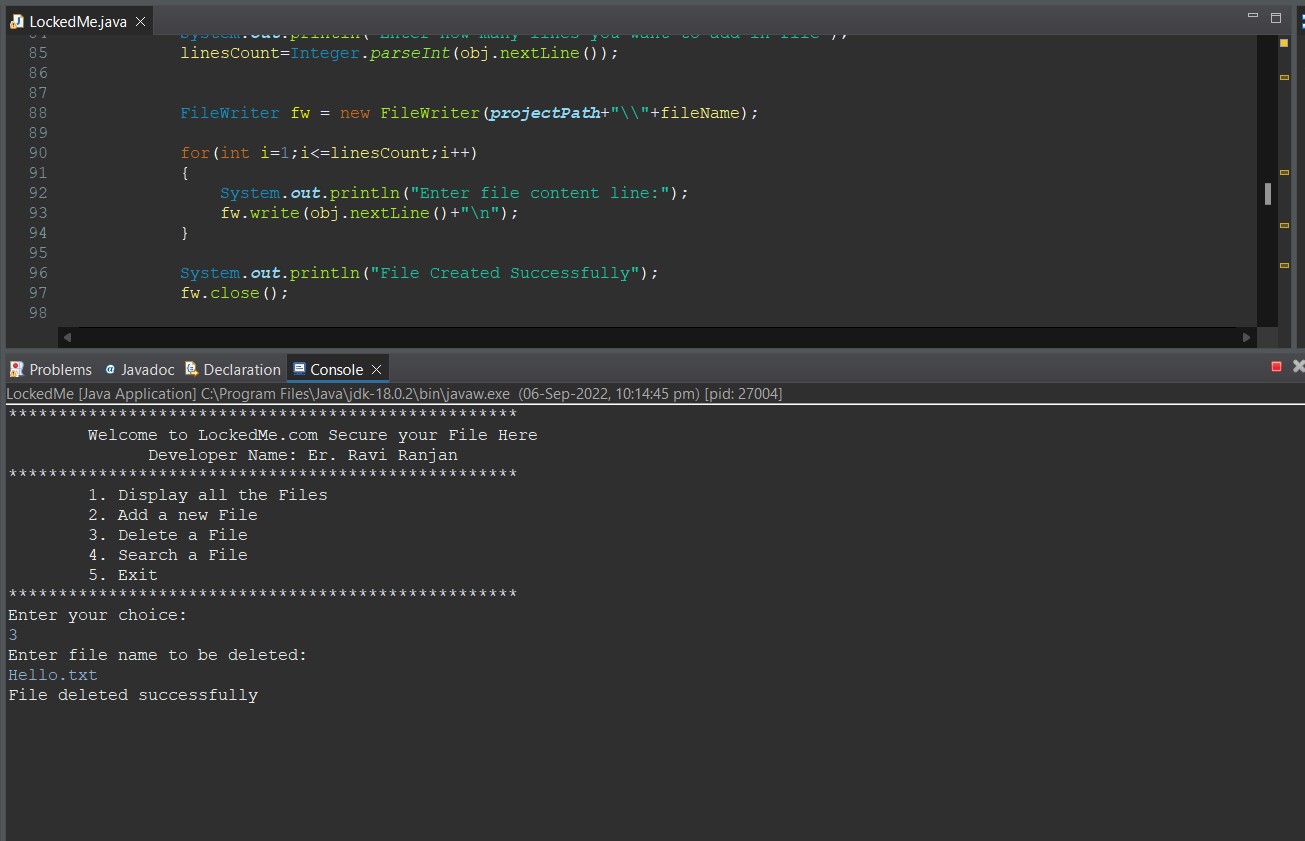 LockedMe.java
84 System.out.println("Enter how many lines you want to add in file");
85 linesCount=Integer.parseInt(obj.nextLine());
86
87
88 FileWriter fw = new FileWriter(projectPath+"\\"+fileName);
89
90 for(int i=1;i<=linesCount;i++)
91 {
92 System.out.println("Enter file content line:");
93 fw.write(obj.nextLine()+"\n");
94 }
95
96 System.out.println("File Created Successfully");
97 fw.close();
98
Problems Javadoc Declaration Console
LockedMe [Java Application] C:\Program Files\Java\jdk-18.0.2\bin\javaw.exe (06-Sep-2022, 10:14:45 pm) [pid: 27004]
***************************************************
Welcome to LockedMe.com Secure your File Here
Developer Name: Er. Ravi Ranjan
***************************************************
1. Display all the Files
2. Add a new File
3. Delete a File
4. Search a File
5. Exit
***************************************************
Enter your choice:
3
Enter file name to be deleted:
Hello.txt
File deleted successfully